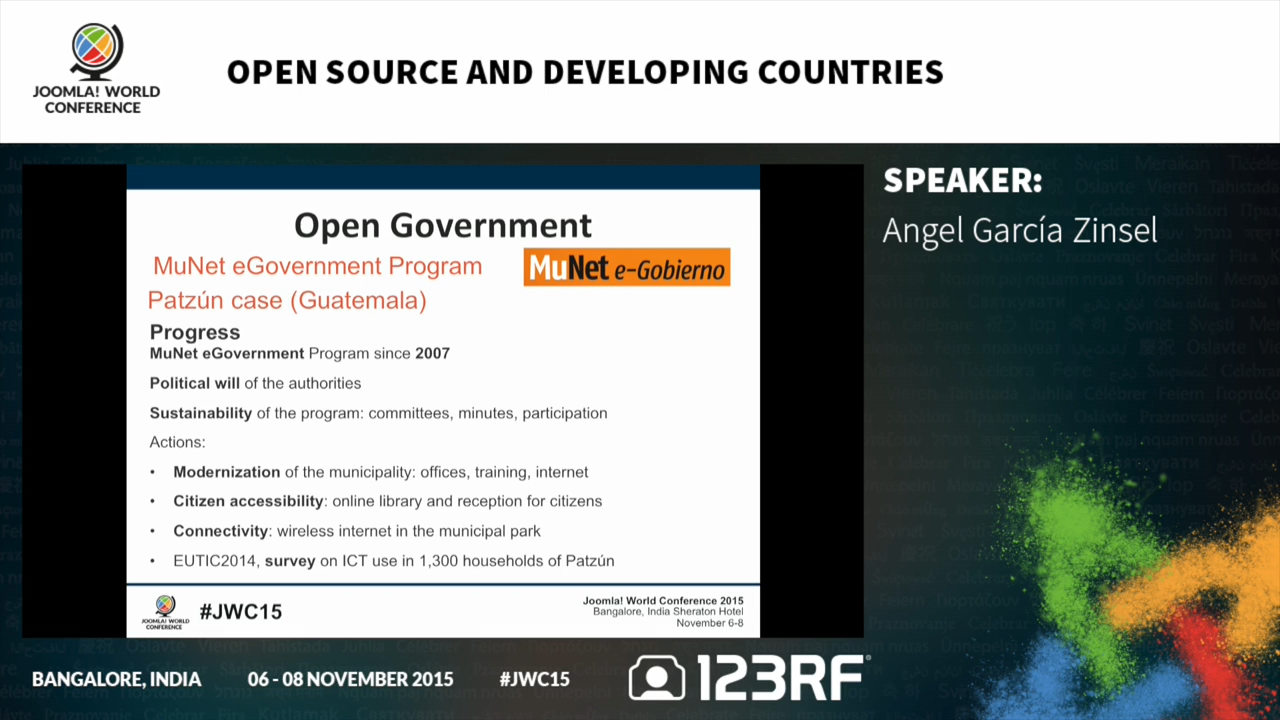 JOOMLA! WORLD
CONFERENCE
OPEN SOURCE AND DEVELOPING COUNTRIES
SPEAKER:
Angel García Zinsel
Open Government
MuNet eGovernment Program
MuNet e-Gobierno
Patzún case (Guatemala)
Progress
MuNet eGovernment Program since 2007
Political will of the authorities
Sustainability of the program: committees, minutes, participation
Actions:
• Modernization of the municipality: offices, training, internet
• Citizen accessibility: online library and reception for citizens
• Connectivity: wireless internet in the municipal park
• EUTIC2014, survey on ICT use in 1,300 households of Patzún
JOOMLA! WORLD
CONFERENCE
#JWC15
Joomla! World Conference 2015
Bangalore, India Sheraton Hotel
November 6-8
BANGALORE, INDIA
06 - 08 NOVEMBER 2015
#JWC15
123RF®